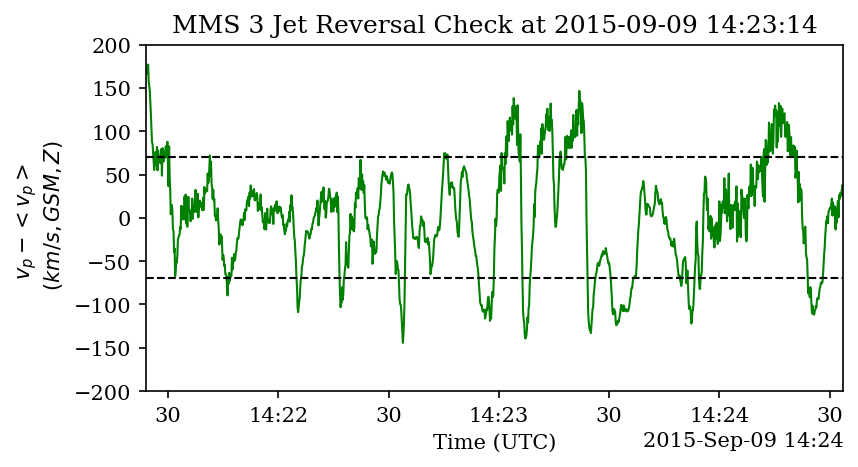 MMS 3 Jet Reversal Check at 2015-09-09 14:23:14
200
150
100
50
0
−50
−100
−150
−200
v_p − <v_p>
(km/s, GSM, Z)
30 14:22 30 14:23 30 14:24 30
Time (UTC)
2015-Sep-09 14:24